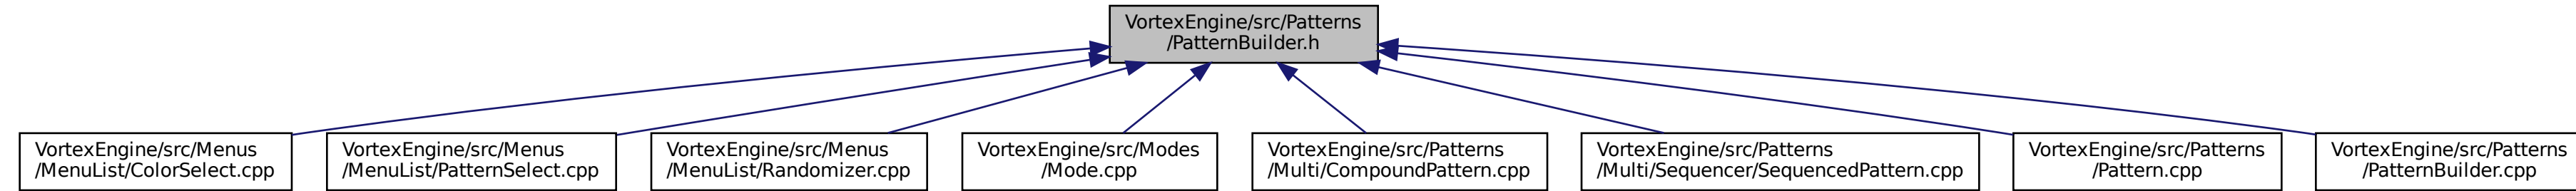 VortexEngine/src/Patterns
/PatternBuilder.h
VortexEngine/src/Menus
/MenuList/ColorSelect.cpp
VortexEngine/src/Menus
/MenuList/PatternSelect.cpp
VortexEngine/src/Menus
/MenuList/Randomizer.cpp
VortexEngine/src/Modes
/Mode.cpp
VortexEngine/src/Patterns
/Multi/CompoundPattern.cpp
VortexEngine/src/Patterns
/Multi/Sequencer/SequencedPattern.cpp
VortexEngine/src/Patterns
/Pattern.cpp
VortexEngine/src/Patterns
/PatternBuilder.cpp